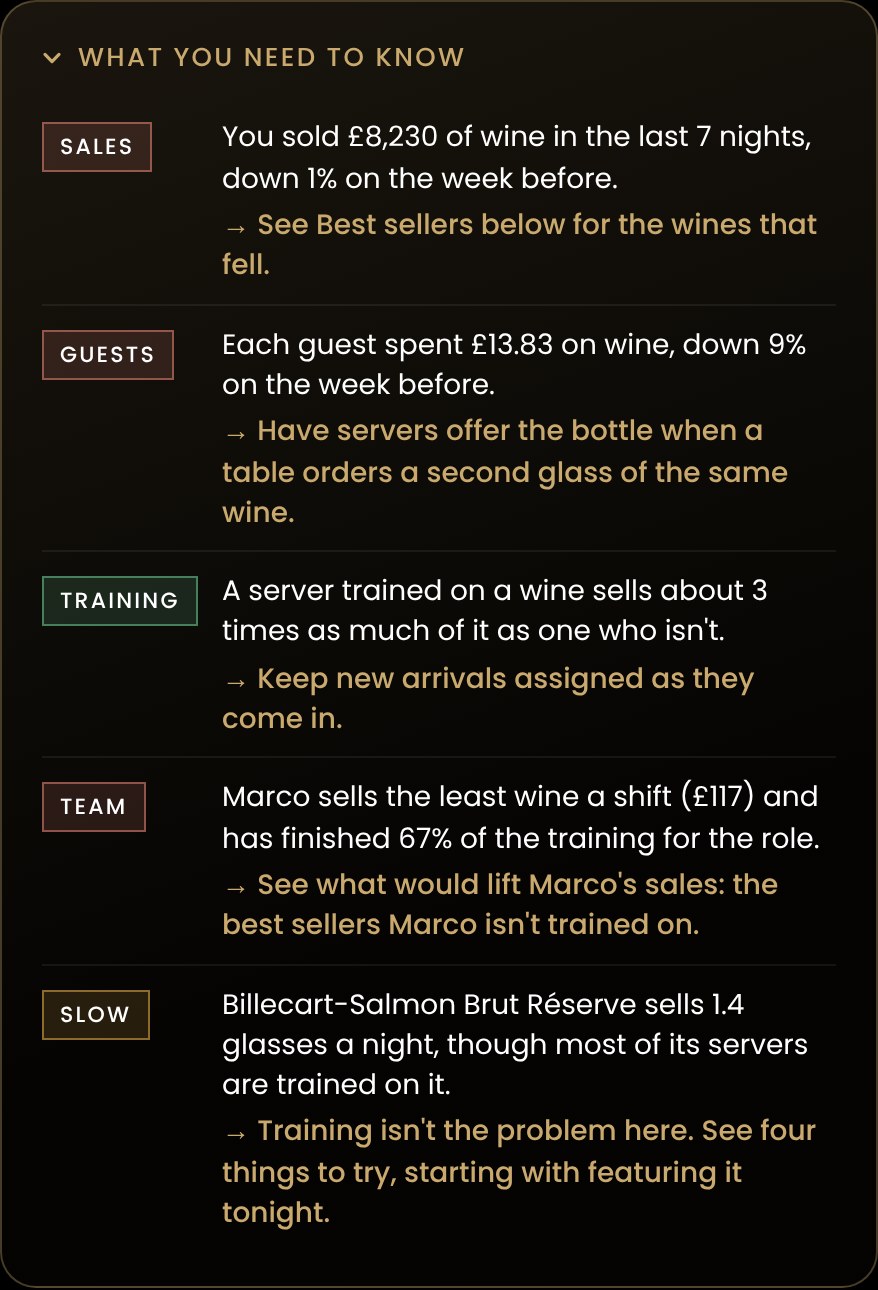 WHAT YOU NEED TO KNOW
SALES
You sold £8,230 of wine in the last 7 nights,
down 1% on the week before.
→ See Best sellers below for the wines that
fell.
GUESTS
Each guest spent £13.83 on wine, down 9%
on the week before.
→ Have servers offer the bottle when a
table orders a second glass of the same
wine.
TRAINING
A server trained on a wine sells about 3
times as much of it as one who isn't.
→ Keep new arrivals assigned as they
come in.
TEAM
Marco sells the least wine a shift (£117) and
has finished 67% of the training for the role.
→ See what would lift Marco's sales: the
best sellers Marco isn't trained on.
SLOW
Billecart-Salmon Brut Réserve sells 1.4
glasses a night, though most of its servers
are trained on it.
→ Training isn't the problem here. See four
things to try, starting with featuring it
tonight.